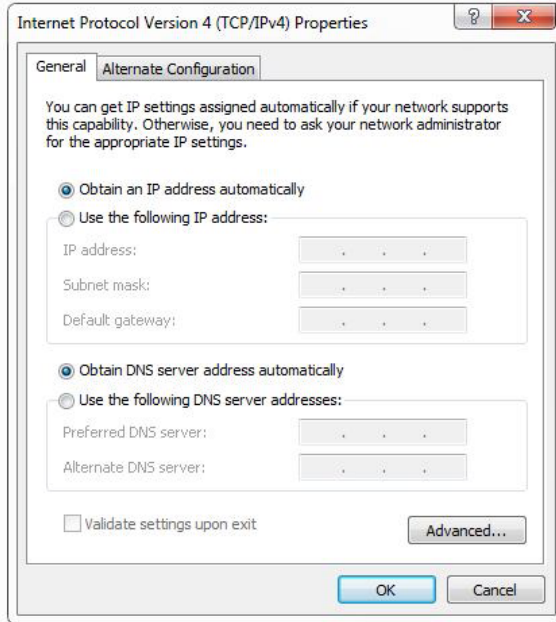 Internet Protocol Version 4 (TCP/IPv4) Properties
General
Alternate Configuration
You can get IP settings assigned automatically if your network supports
this capability. Otherwise, you need to ask your network administrator
for the appropriate IP settings.
Obtain an IP address automatically
Use the following IP address:
IP address:
Subnet mask:
Default gateway:
Obtain DNS server address automatically
Use the following DNS server addresses:
Preferred DNS server:
Alternate DNS server:
Validate settings upon exit
Advanced...
OK
Cancel